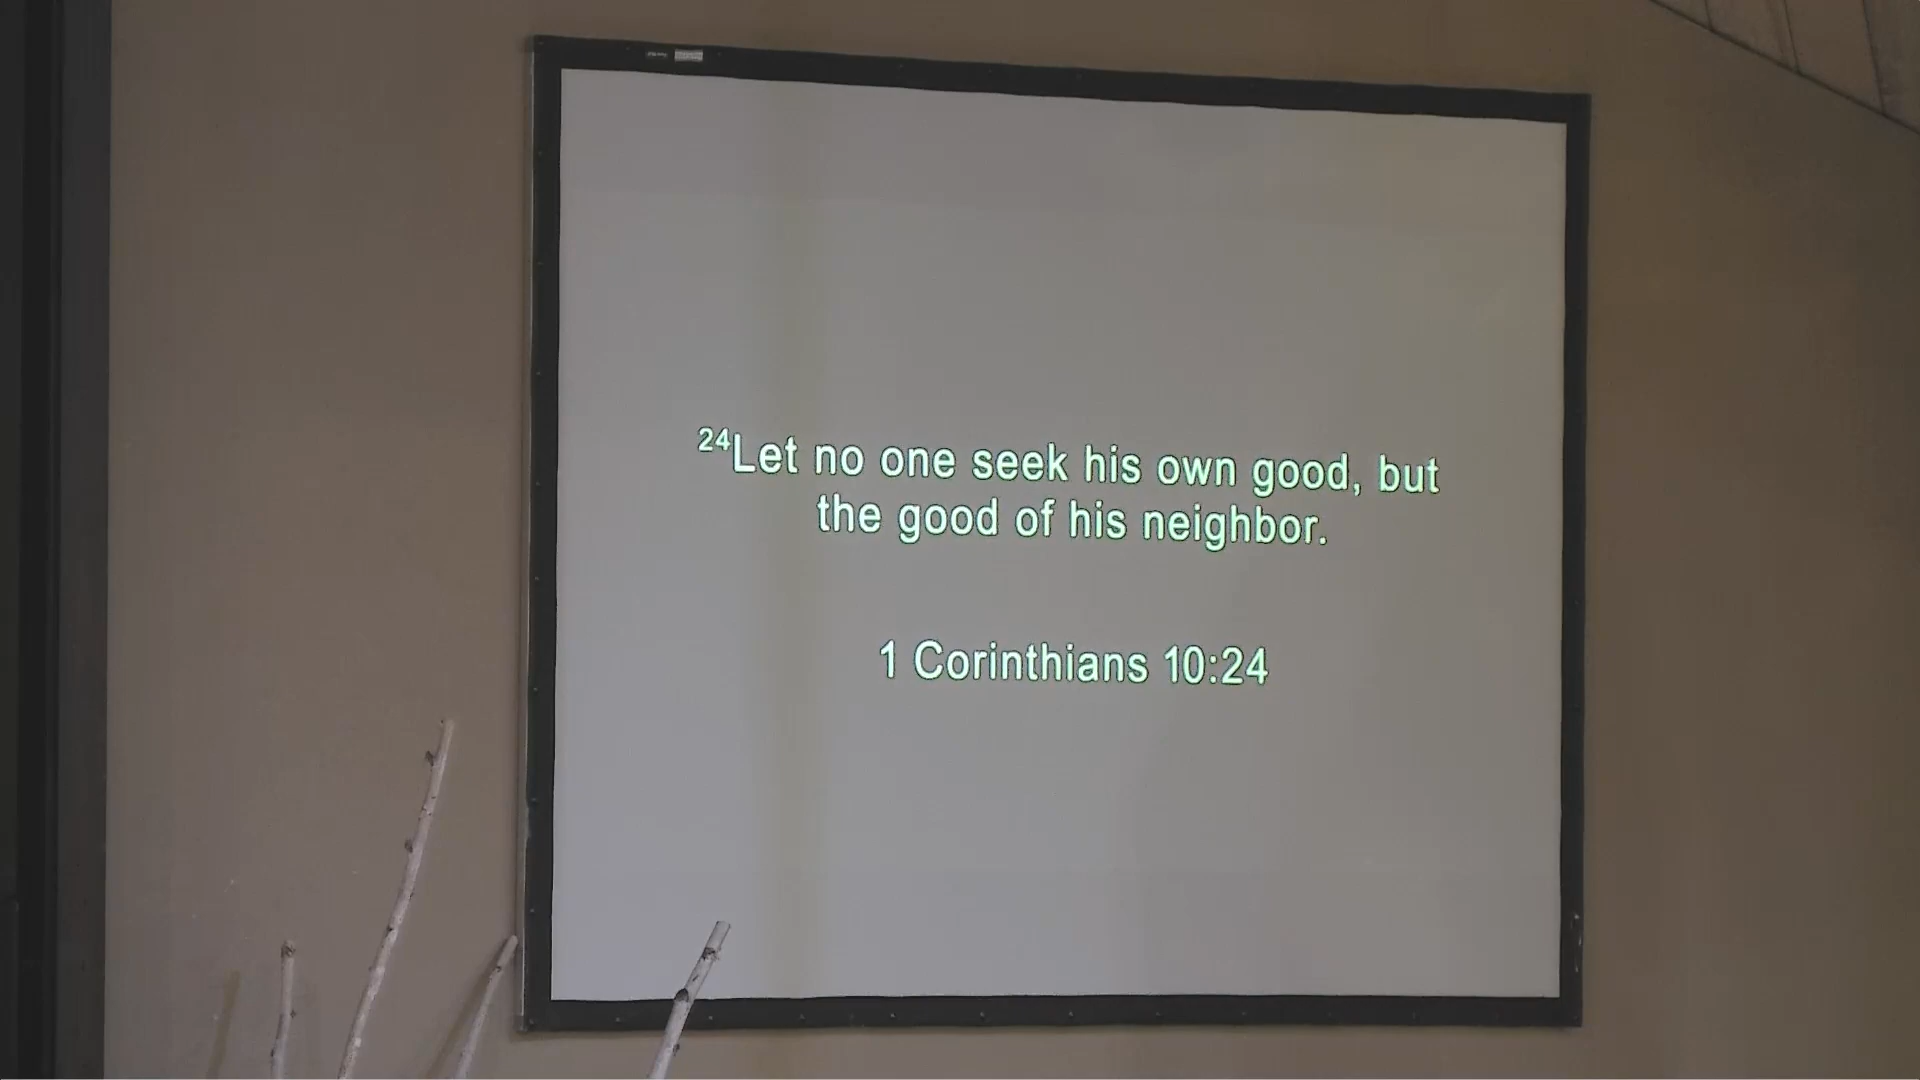 24Let no one seek his own good, but
the good of his neighbor.
1 Corinthians 10:24